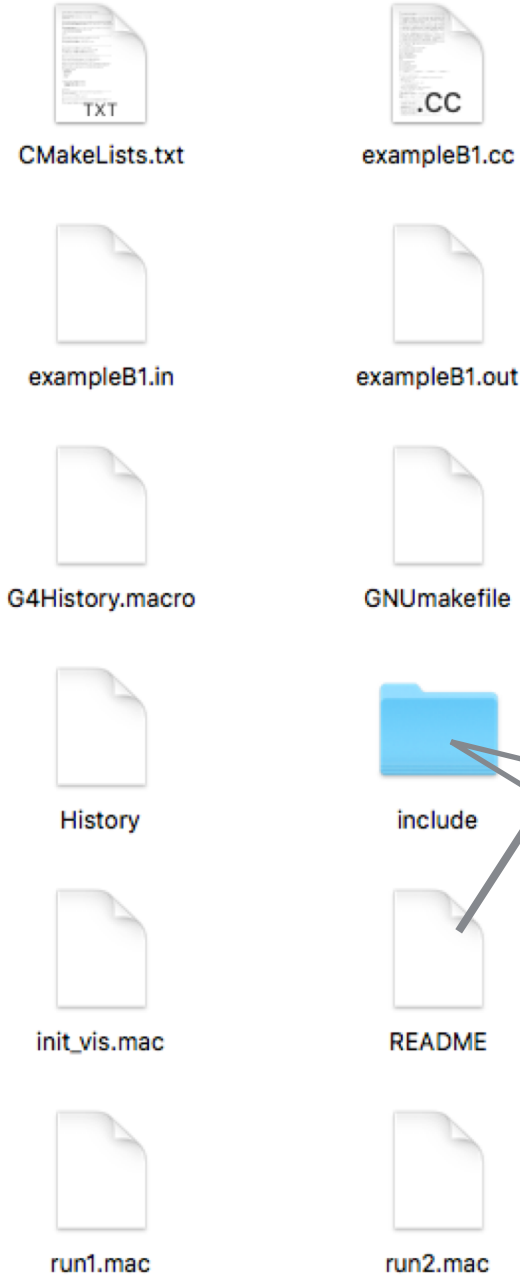 TXT
.CC
CMakeLists.txt
exampleB1.cc
exampleB1.in
exampleB1.out
G4History.macro
GNUmakefile
History
include
init_vis.mac
README
run1.mac
run2.mac